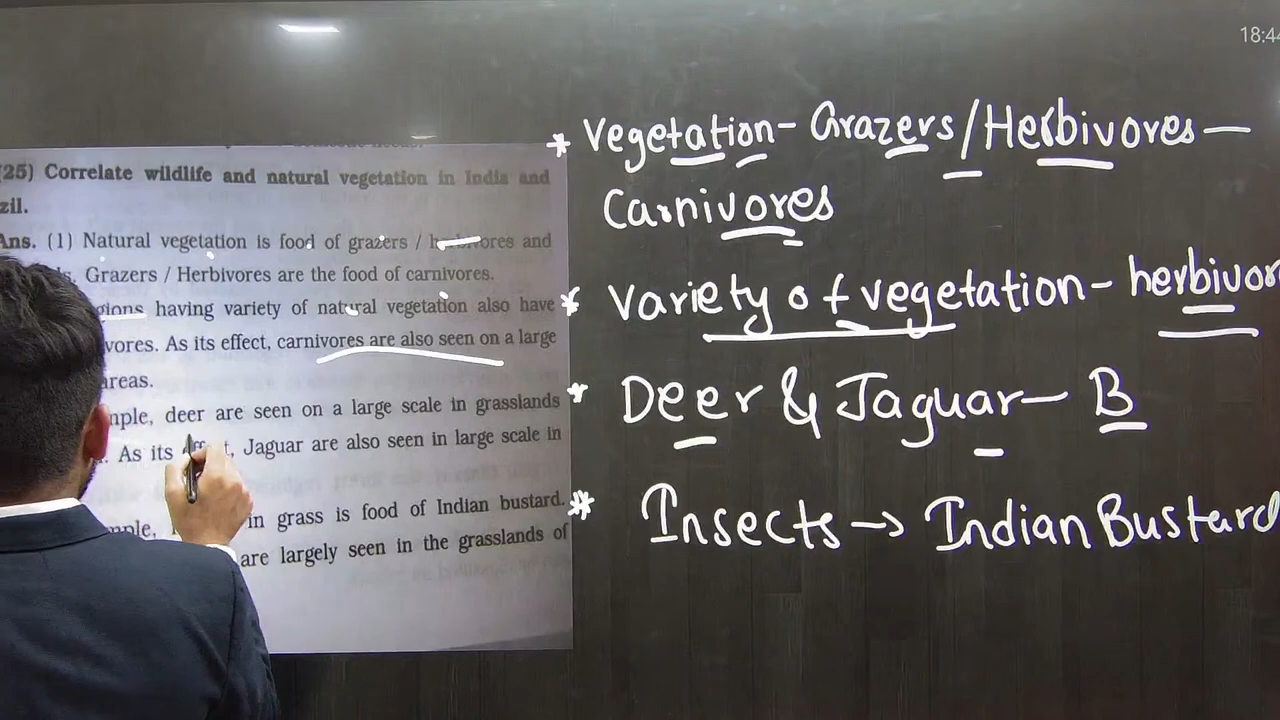 18:44
(25) Correlate wildlife and natural vegetation in India and
zil.
Ans. (1) Natural vegetation is food of grazers / herbivores and
Grazers / Herbivores are the food of carnivores.
gions having variety of natural vegetation also have
vores. As its effect, carnivores are also seen on a large
areas.
mple, deer are seen on a large scale in grasslands
As its effect, Jaguar are also seen in large scale in
mple, in grass is food of Indian bustard.
are largely seen in the grasslands of
* Vegetation - Grazers / Herbivores —
Carnivores
* Variety of vegetation - herbivor
* Deer & Jaguar — B
* Insects → Indian Bustard